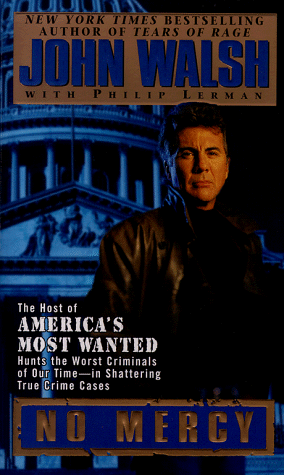 NEW YORK TIMES BESTSELLING
AUTHOR OF TEARS OF RAGE
JOHN WALSH
WITH PHILIP LERMAN
The Host of
AMERICA'S
MOST WANTED
Hunts the Worst Criminals
of Our Time—in Shattering
True Crime Cases
NO MERCY